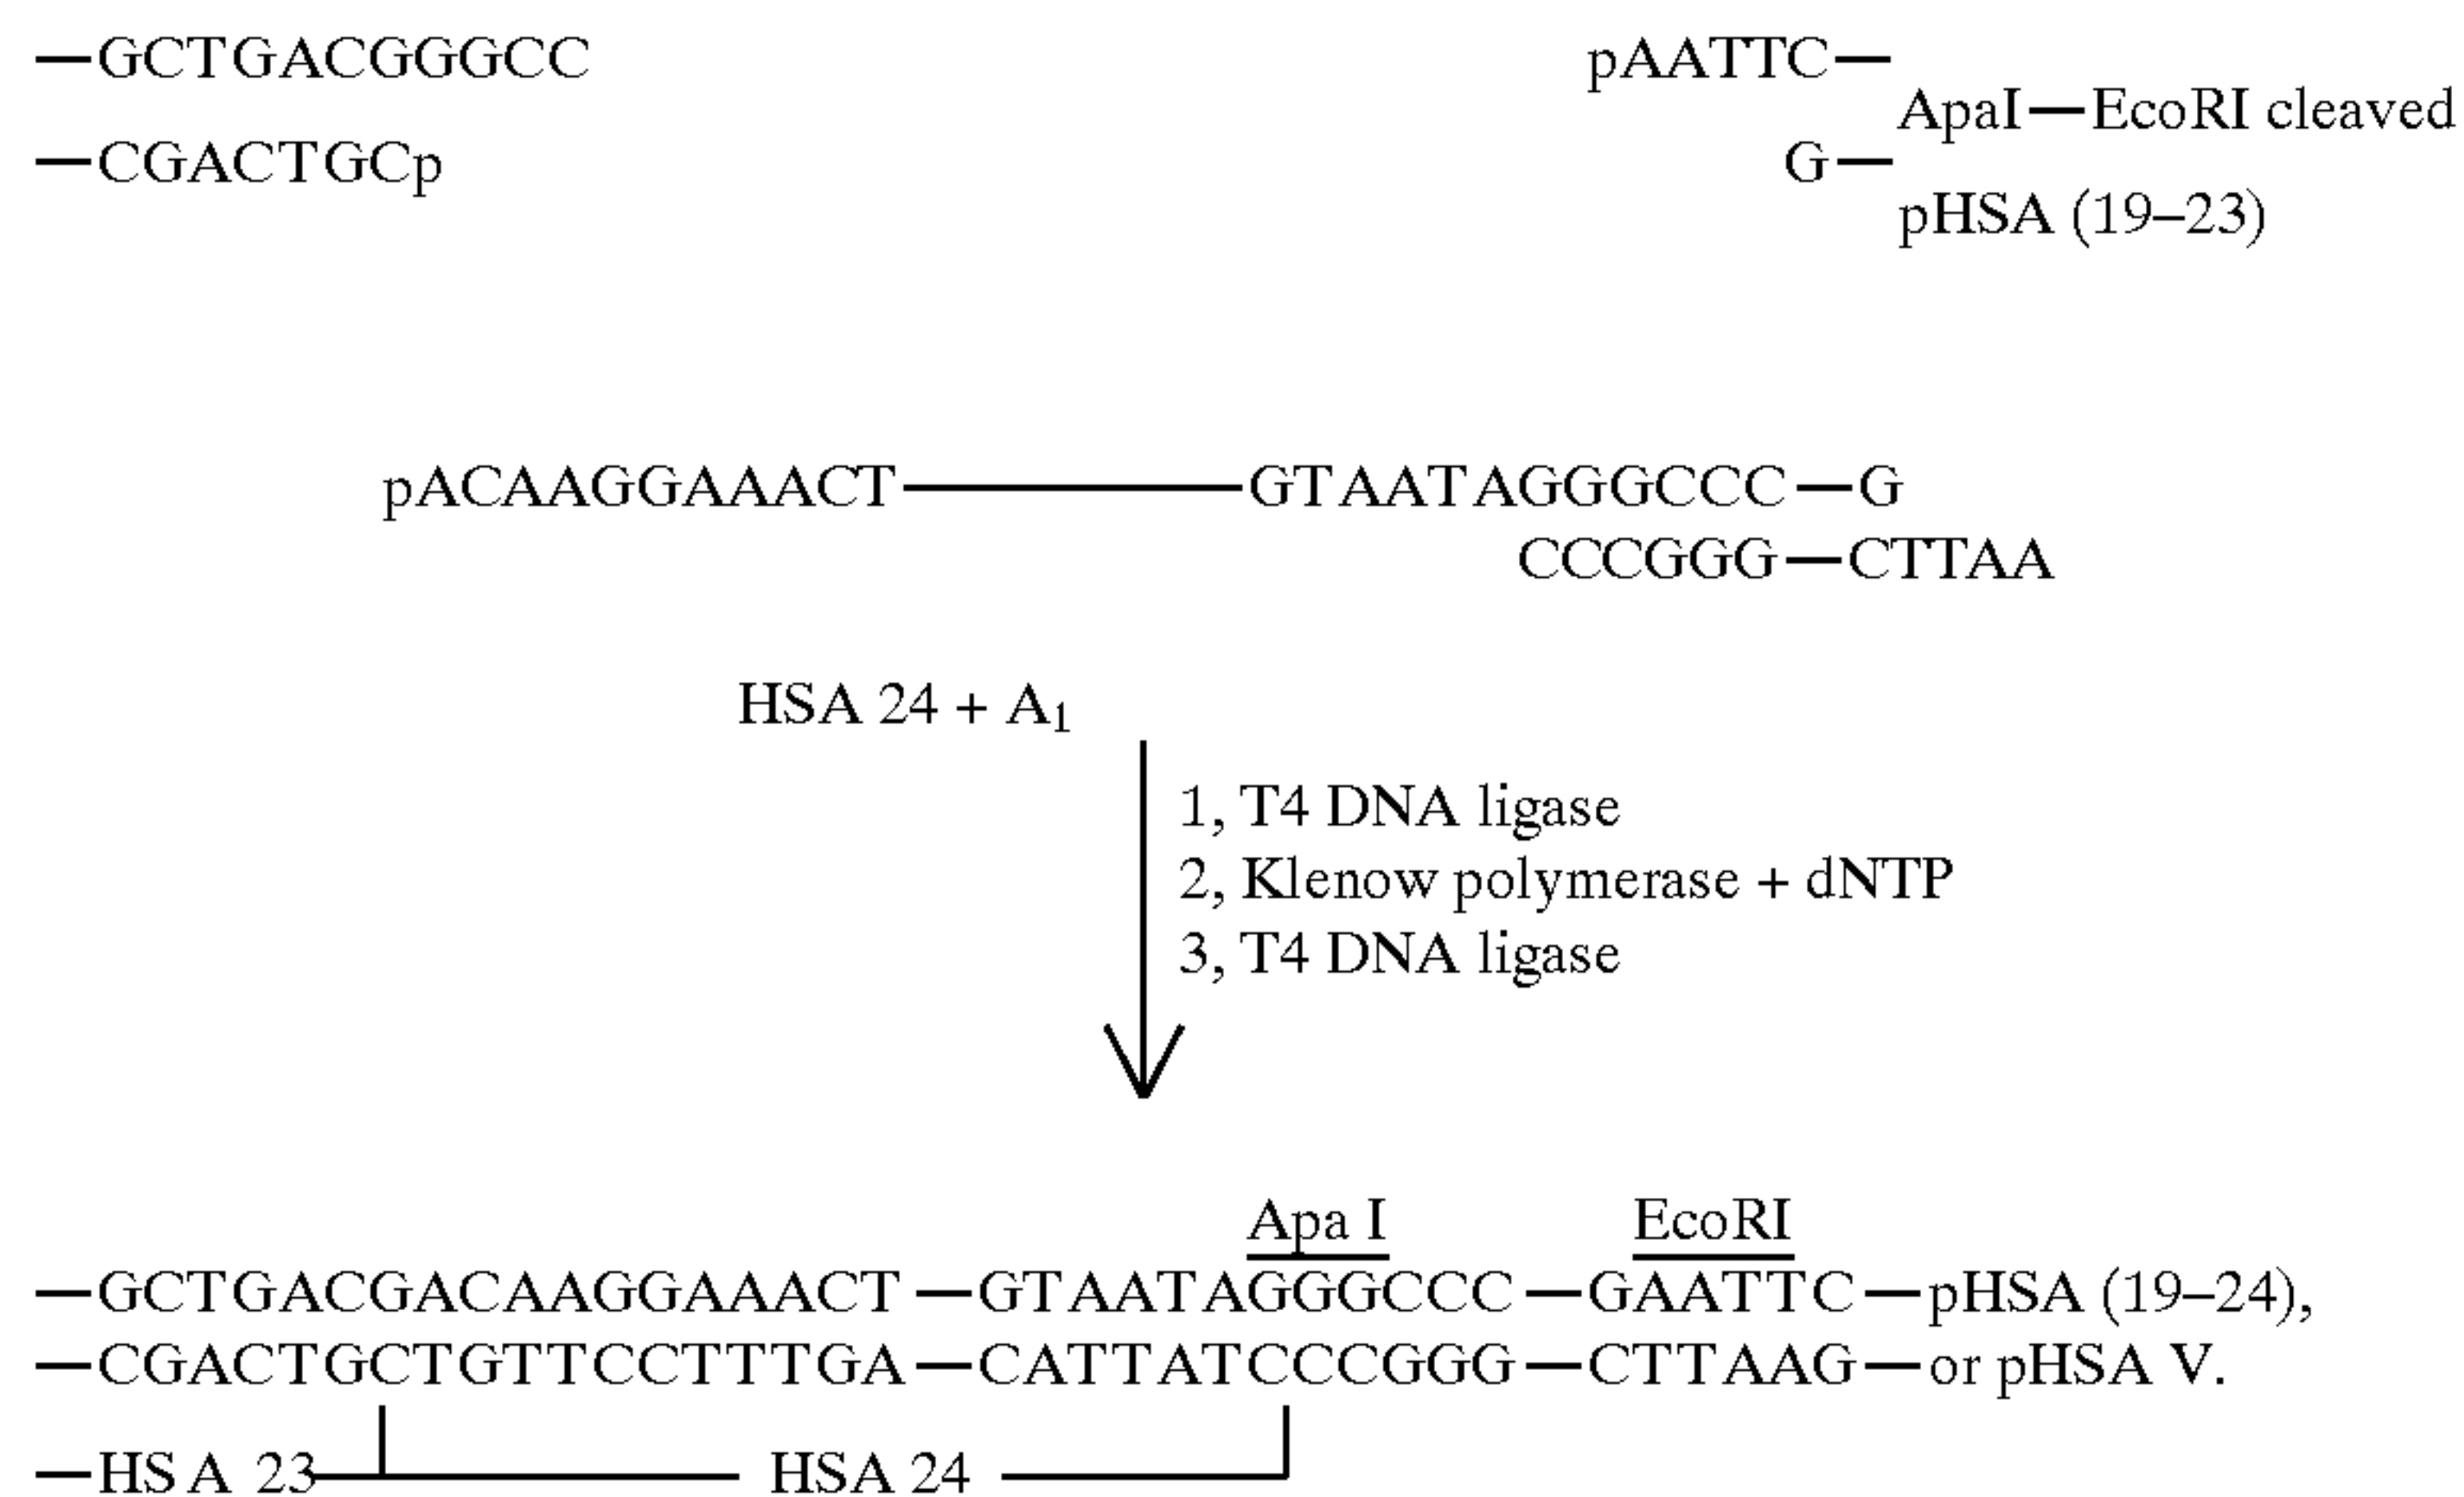 —GCTGACGGGCC pAATTC—
ApaI—EcoRI cleaved
—CGACTGCp G—
pHSA (19–23)
pACAAGGAAACT—GTAATAGGGCCC—G
CCCGGG—CTTAA
HSA 24 + A1
1, T4 DNA ligase
2, Klenow polymerase + dNTP
3, T4 DNA ligase
Apa I EcoRI
—GCTGACGACAAGGAAACT—GTAATAGGGCCC—GAATTC—pHSA (19–24),
—CGACTGCTGTTCCTTTGA—CATTATCCCGGG—CTTAAG—or pHSA V.
—HSA 23 HSA 24